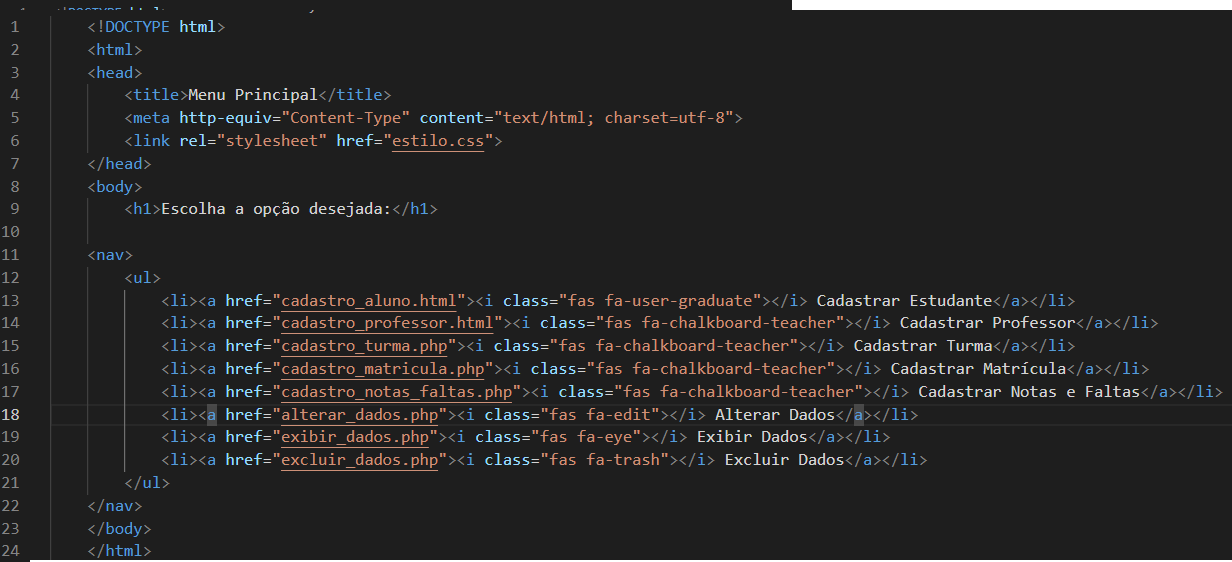 1 <!DOCTYPE html>
2 <html>
3 <head>
4 <title>Menu Principal</title>
5 <meta http-equiv="Content-Type" content="text/html; charset=utf-8">
6 <link rel="stylesheet" href="estilo.css">
7 </head>
8 <body>
9 <h1>Escolha a opção desejada:</h1>
10
11 <nav>
12 <ul>
13 <li><a href="cadastro_aluno.html"><i class="fas fa-user-graduate"></i> Cadastrar Estudante</a></li>
14 <li><a href="cadastro_professor.html"><i class="fas fa-chalkboard-teacher"></i> Cadastrar Professor</a></li>
15 <li><a href="cadastro_turma.php"><i class="fas fa-chalkboard-teacher"></i> Cadastrar Turma</a></li>
16 <li><a href="cadastro_matricula.php"><i class="fas fa-chalkboard-teacher"></i> Cadastrar Matrícula</a></li>
17 <li><a href="cadastro_notas_faltas.php"><i class="fas fa-chalkboard-teacher"></i> Cadastrar Notas e Faltas</a></li>
18 <li><a href="alterar_dados.php"><i class="fas fa-edit"></i> Alterar Dados</a></li>
19 <li><a href="exibir_dados.php"><i class="fas fa-eye"></i> Exibir Dados</a></li>
20 <li><a href="excluir_dados.php"><i class="fas fa-trash"></i> Excluir Dados</a></li>
21 </ul>
22 </nav>
23 </body>
24 </html>